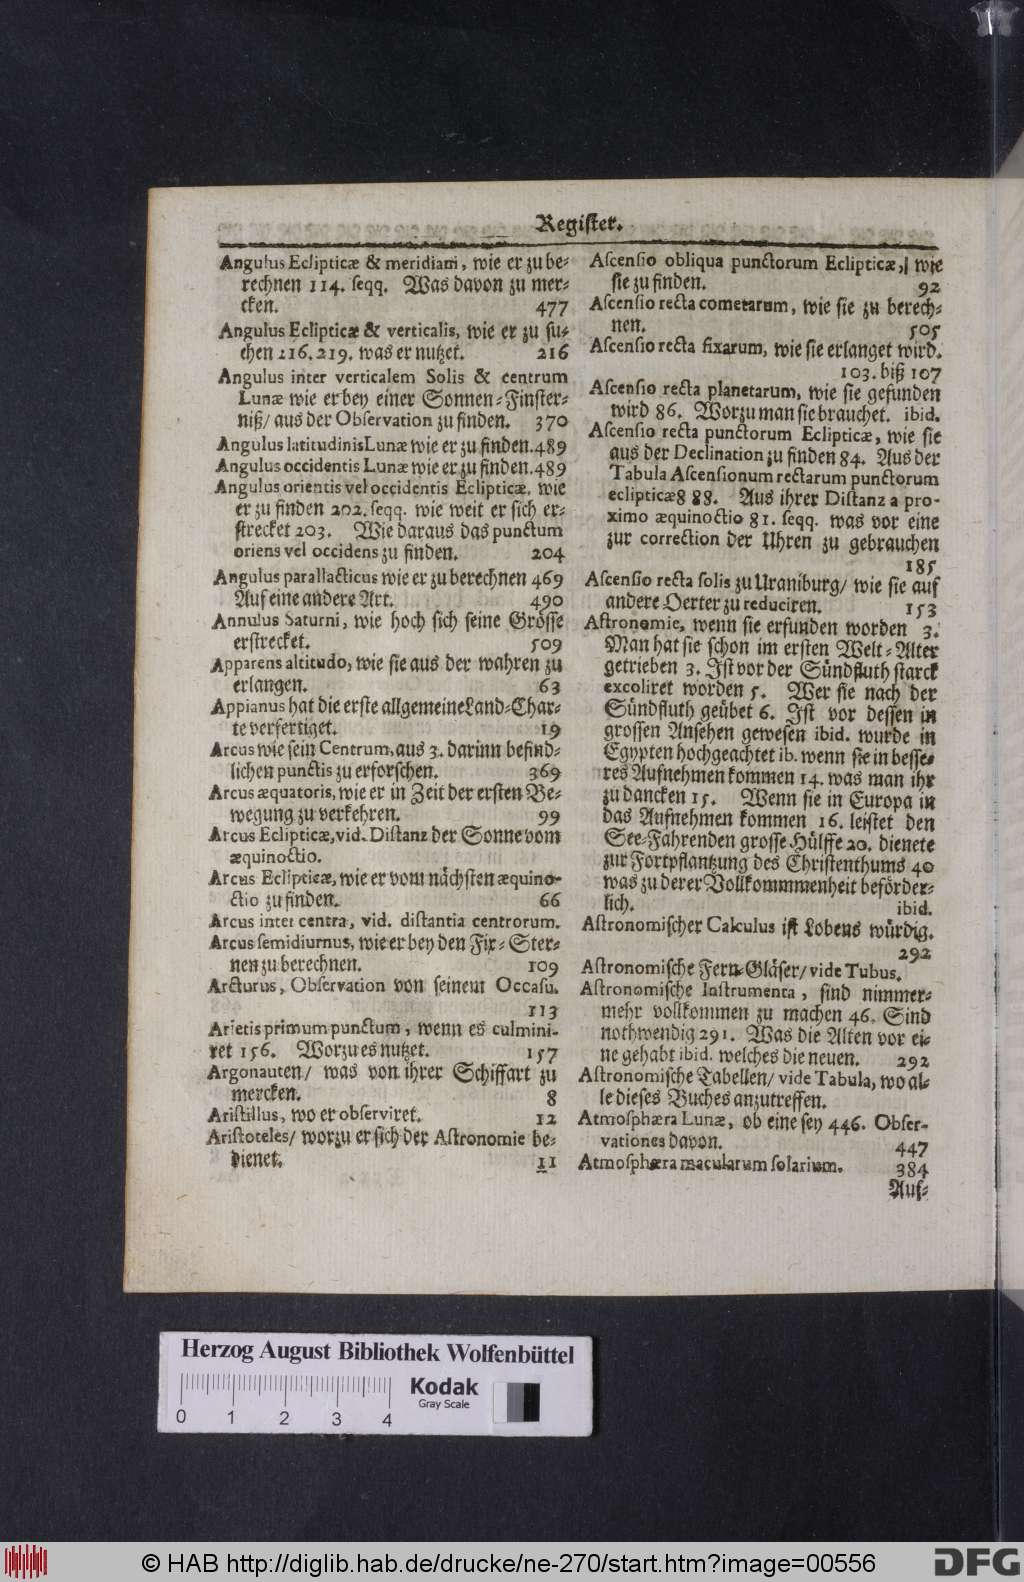 Register.
Angulus Eclipticæ & meridiani, wie er zu be-
rechnen 114. seqq. Was davon zu mer-
cken. 477
Angulus Eclipticæ & verticalis, wie er zu su-
chen 216. 219. was er nutzet. 216
Angulus inter verticalem Solis & centrum
Lunæ wie er bey einer Sonnen-Finster-
niß/ aus der Observation zu finden. 370
Angulus latitudinis Lunæ wie er zu finden. 489
Angulus occidentis Lunæ wie er zu finden. 489
Angulus orientis vel occidentis Eclipticæ, wie
er zu finden 202. seqq. wie weit er sich er-
strecket 203. Wie daraus das punctum
oriens vel occidens zu finden. 204
Angulus parallacticus wie er zu berechnen 469
Auf eine andere Art. 490
Annulus Saturni, wie hoch sich seine Grösse
erstrecket. 509
Apparens altitudo, wie sie aus der wahren zu
erlangen. 63
Appianus hat die erste allgemeine Land-Char-
te verfertiget. 19
Arcus wie sein Centrum, aus 3. darinn befind-
lichen punctis zu erforschen. 369
Arcus æquatoris, wie er in Zeit der ersten Be-
wegung zu verkehren. 99
Arcus Eclipticæ, vid. Distanz der Sonne vom
æquinoctio.
Arcus Eclipticæ, wie er vom nächsten æquino-
ctio zu finden. 66
Arcus inter centra, vid. distantia centrorum.
Arcus semidiurnus, wie er bey den Fix-Ster-
nen zu berechnen. 109
Arcturus, Observation von seinem Occasu.
113
Arietis primum punctum, wenn es culmini-
ret 156. Worzu es nutzet. 157
Argonauten/ was von ihrer Schiffart zu
mercken. 8
Aristillus, wo er observiret. 12
Aristoteles/ worzu er sich der Astronomie be-
dienet. 11
Ascensio obliqua punctorum Eclipticæ, wie
sie zu finden. 92
Ascensio recta cometarum, wie sie zu berech-
nen. 505
Ascensio recta fixarum, wie sie erlanget wird.
103. biß 107
Ascensio recta planetarum, wie sie gefunden
wird 86. Worzu man sie brauchet. ibid.
Ascensio recta punctorum Eclipticæ, wie sie
aus der Declination zu finden 84. Aus der
Tabula Ascensionum rectarum punctorum
eclipticæ8 88. Aus ihrer Distanz a pro-
ximo æquinoctio 81. seqq. was vor eine
zur correction der Uhren zu gebrauchen
185
Ascensio recta solis zu Uraniburg/ wie sie auf
andere Oerter zu reduciren. 153
Astronomie, wenn sie erfunden worden 3.
Man hat sie schon im ersten Welt-Alter
getrieben 3. Ist vor der Sündfluth starck
excoliret worden 5. Wer sie nach der
Sündfluth geübet 6. Ist vor dessen in
grossen Ansehen gewesen ibid. wurde in
Egypten hochgeachtet ib. wenn sie in besse-
res Aufnehmen kommen 14. was man ihr
zu dancken 15. Wenn sie in Europa in
das Aufnehmen kommen 16. leistet den
See-Fahrenden grosse Hülffe 20. dienete
zur Fortpflantzung des Christenthums 40
was zu derer Vollkommmenheit beförder-
lich. ibid.
Astronomischer Calculus ist Lobens würdig.
292
Astronomische Fern-Gläser/ vide Tubus.
Astronomische Instrumenta, sind nimmer-
mehr vollkommen zu machen 46. Sind
nothwendig 291. Was die Alten vor ei-
ne gehabt ibid. welches die neuen. 292
Astronomische Tabellen/ vide Tabula, wo al-
le dieses Buches anzutreffen.
Atmosphæra Lunæ, ob eine sey 446. Obser-
vationes davon. 447
Atmosphæra macularum solarium. 384
Auf-
Herzog August Bibliothek Wolfenbüttel
Kodak
Gray Scale
0 1 2 3 4
© HAB http://diglib.hab.de/drucke/ne-270/start.htm?image=00556
DFG